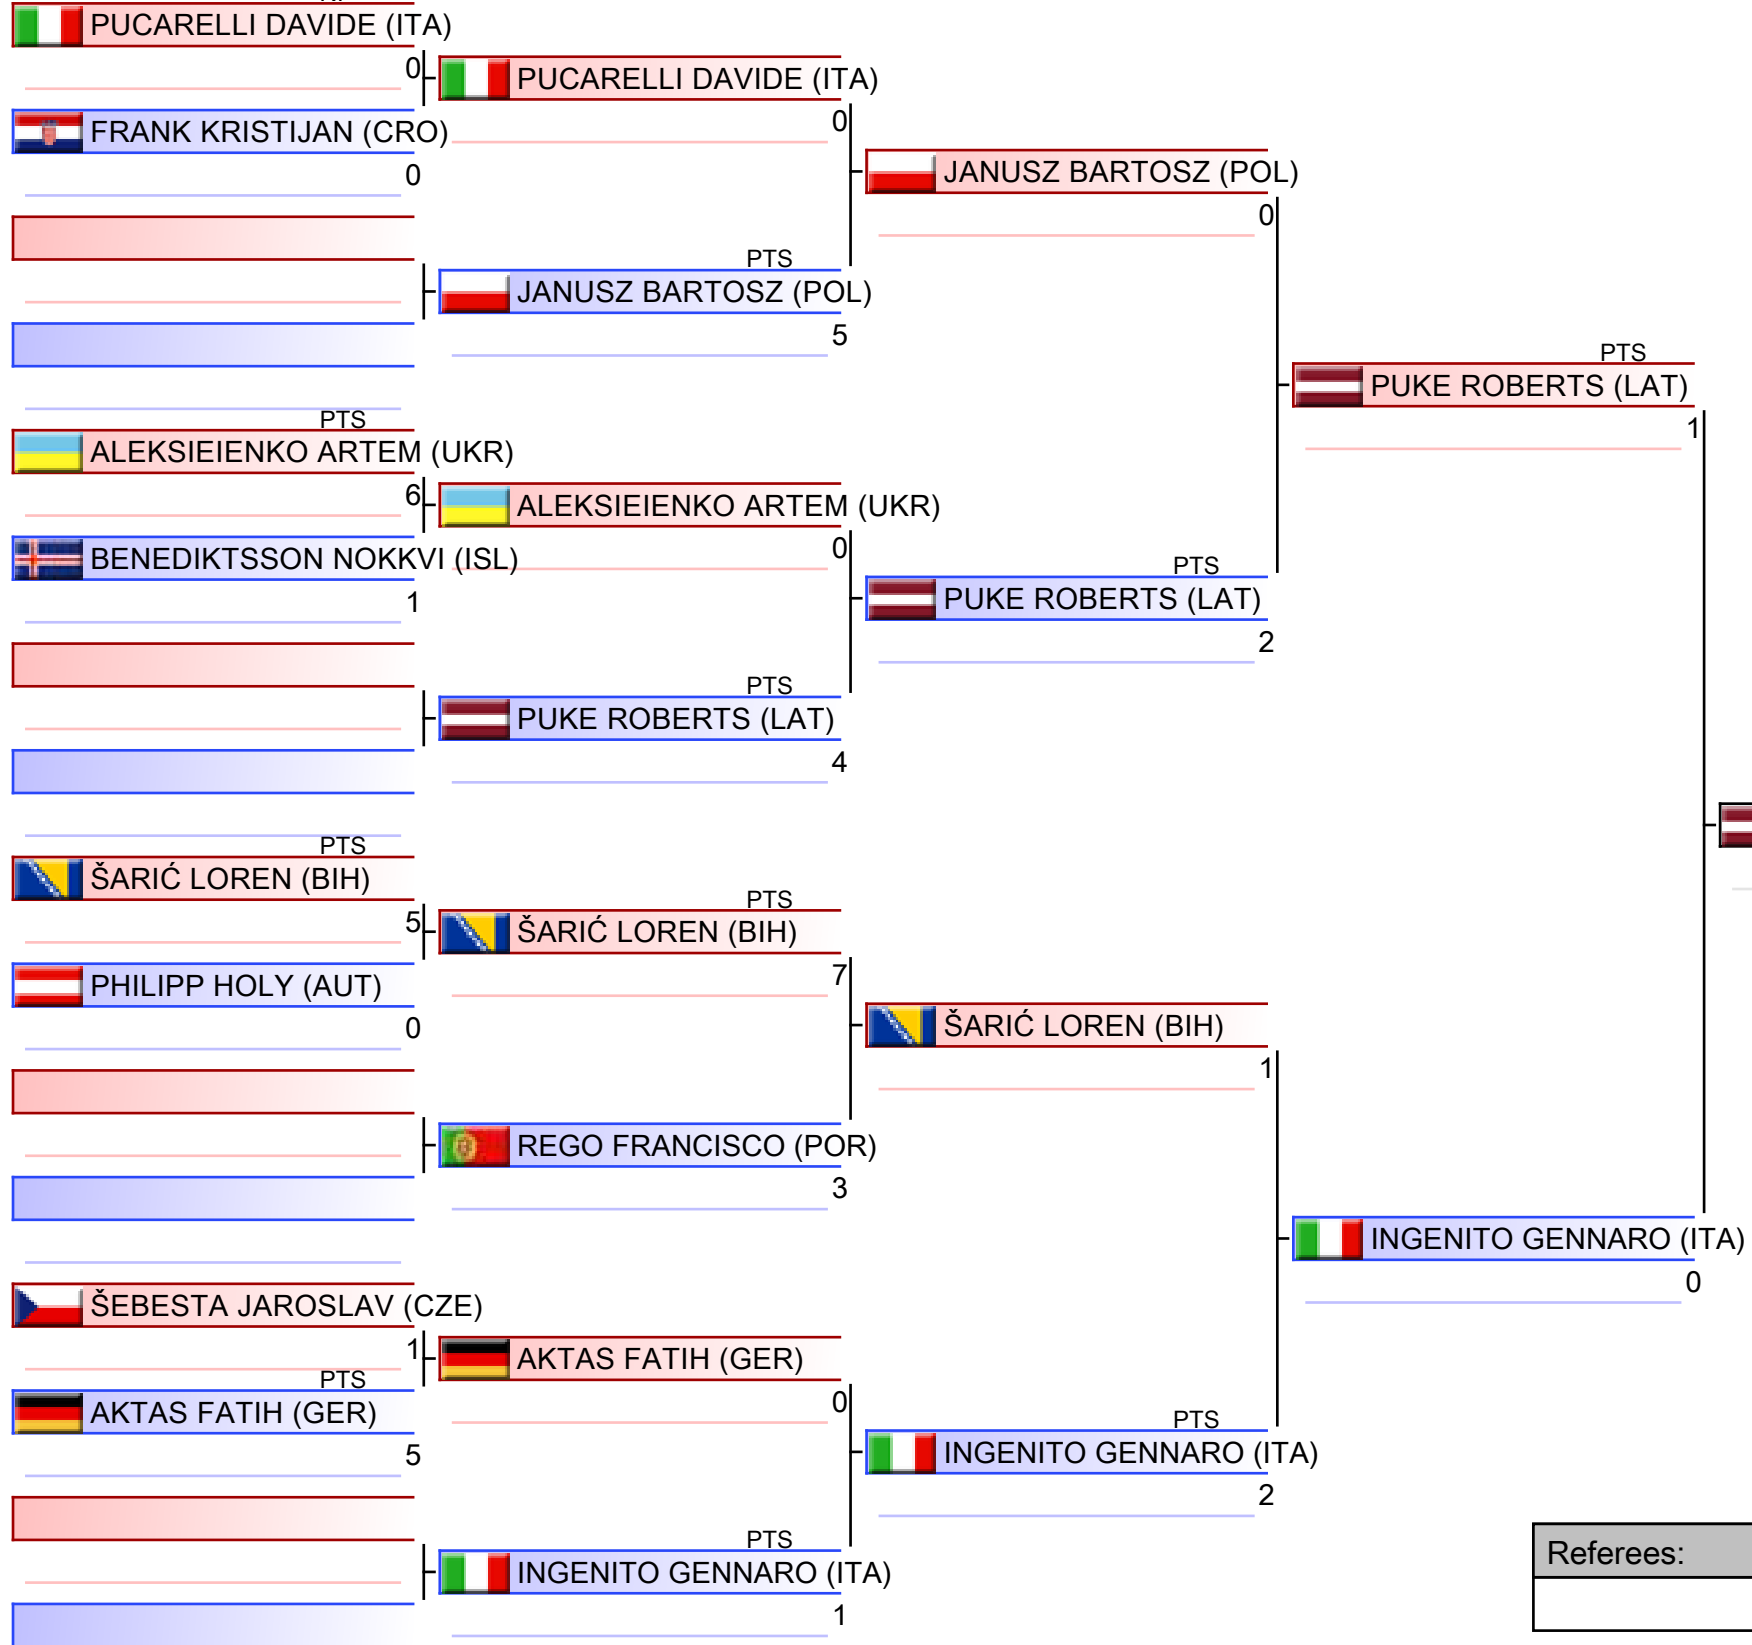 PUCARELLI DAVIDE (ITA)
0
FRANK KRISTIJAN (CRO)
0
PTS
ALEKSIEIENKO ARTEM (UKR)
6
BENEDIKTSSON NOKKVI (ISL)
1
PTS
ŠARIĆ LOREN (BIH)
5
PHILIPP HOLY (AUT)
0
ŠEBESTA JAROSLAV (CZE)
1
PTS
AKTAS FATIH (GER)
5
PUCARELLI DAVIDE (ITA)
0
PTS
JANUSZ BARTOSZ (POL)
5
ALEKSIEIENKO ARTEM (UKR)
0
PTS
PUKE ROBERTS (LAT)
4
PTS
ŠARIĆ LOREN (BIH)
7
REGO FRANCISCO (POR)
3
AKTAS FATIH (GER)
0
PTS
INGENITO GENNARO (ITA)
1
JANUSZ BARTOSZ (POL)
0
PTS
PUKE ROBERTS (LAT)
2
ŠARIĆ LOREN (BIH)
1
PTS
INGENITO GENNARO (ITA)
2
PTS
PUKE ROBERTS (LAT)
1
INGENITO GENNARO (ITA)
0
Referees: